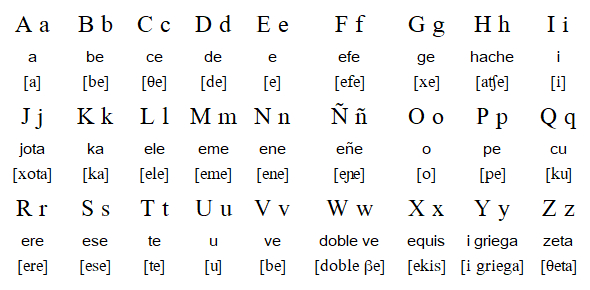 A a B b C c D d E e F f G g H h I i
a be ce de e efe ge hache i
[a] [be] [θe] [de] [e] [efe] [xe] [atʃe] [i]
J j K k L l M m N n Ñ ñ O o P p Q q
jota ka ele eme ene eñe o pe cu
[xota] [ka] [ele] [eme] [ene] [eɲe] [o] [pe] [ku]
R r S s T t U u V v W w X x Y y Z z
ere ese te u ve doble ve equis i griega zeta
[ere] [ese] [te] [u] [be] [doble βe] [ekis] [i griega] [θeta]